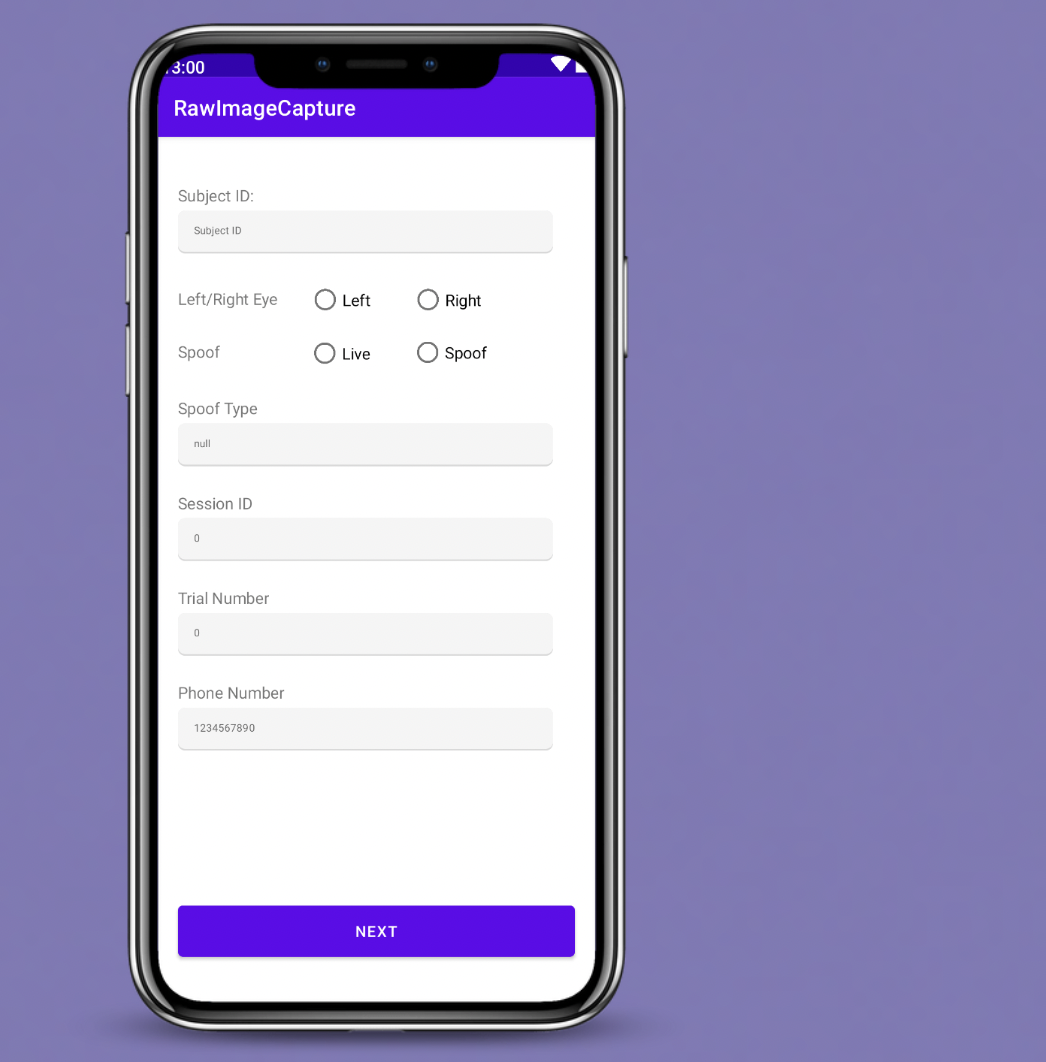 3:00
RawImageCapture
Subject ID:
Subject ID
Left/Right Eye Left Right
Spoof Live Spoof
Spoof Type
null
Session ID
0
Trial Number
0
Phone Number
1234567890
NEXT